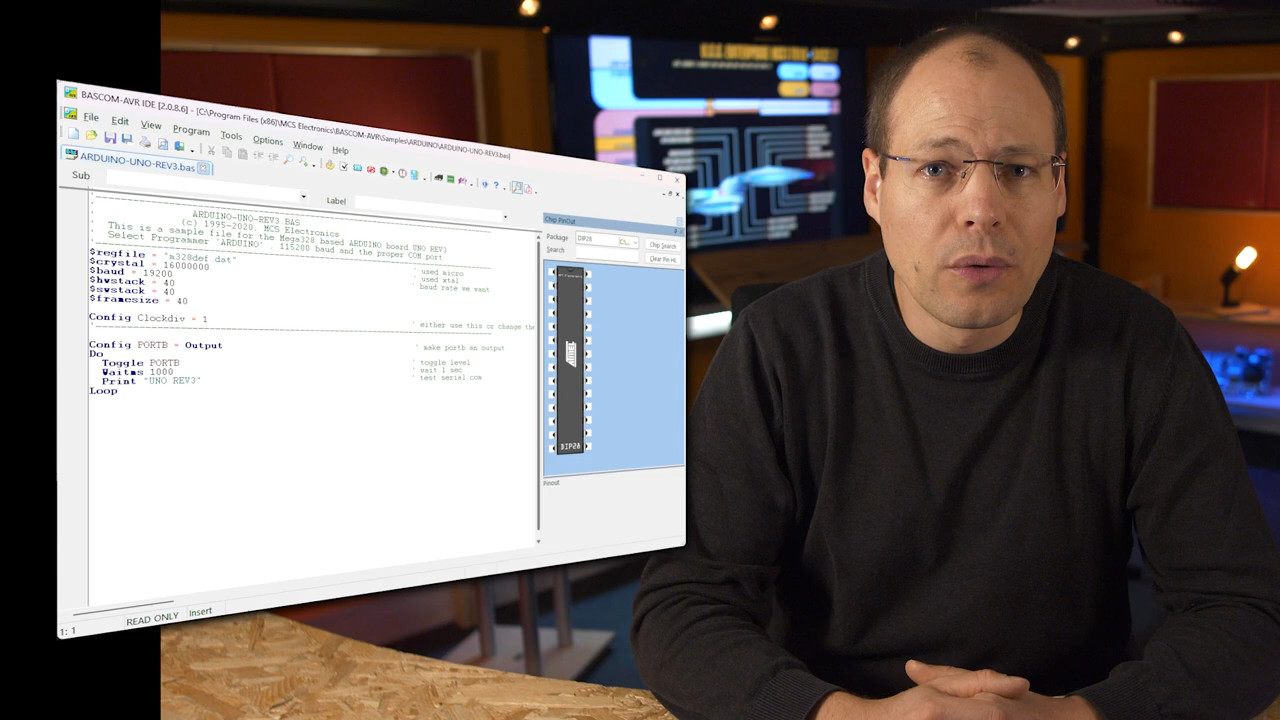 BASCOM-AVR IDE [2.0.8.6] - [C:\Program Files (x86)\MCS Electronics\BASCOM-AVR\Samples\ARDUINO\ARDUINO-UNO-REV3.bas]
File Edit View Program Tools Options Window Help
ARDUINO-UNO-REV3.bas
Sub
Label
ARDUINO-UNO-REV3 BAS
(c) 1995-2020, MCS Electronics
This is a sample file for the Mega328 based ARDUINO board UNO REV3
Select Programmer 'ARDUINO' . 115200 baud and the proper COM port
'-------------------------------------------------
$regfile = "m328def.dat" ' used micro
$crystal = 16000000 ' used xtal
$baud = 19200 ' baud rate we want
$hwstack = 40
$swstack = 40
$framesize = 40
Config Clockdiv = 1 ' either use this or change the
'-------------------------------------------------
Config PORTB = Output ' make portb an output
Do
Toggle PORTB ' toggle level
Waitms 1000 ' wait 1 sec
Print "UNO REV3" ' test serial com
Loop
Chip PinOut
Package DIP28 Chip Search
Search Clear Pin HL
ATMEL
DIP28
Pinout
1: 1 READ ONLY Insert